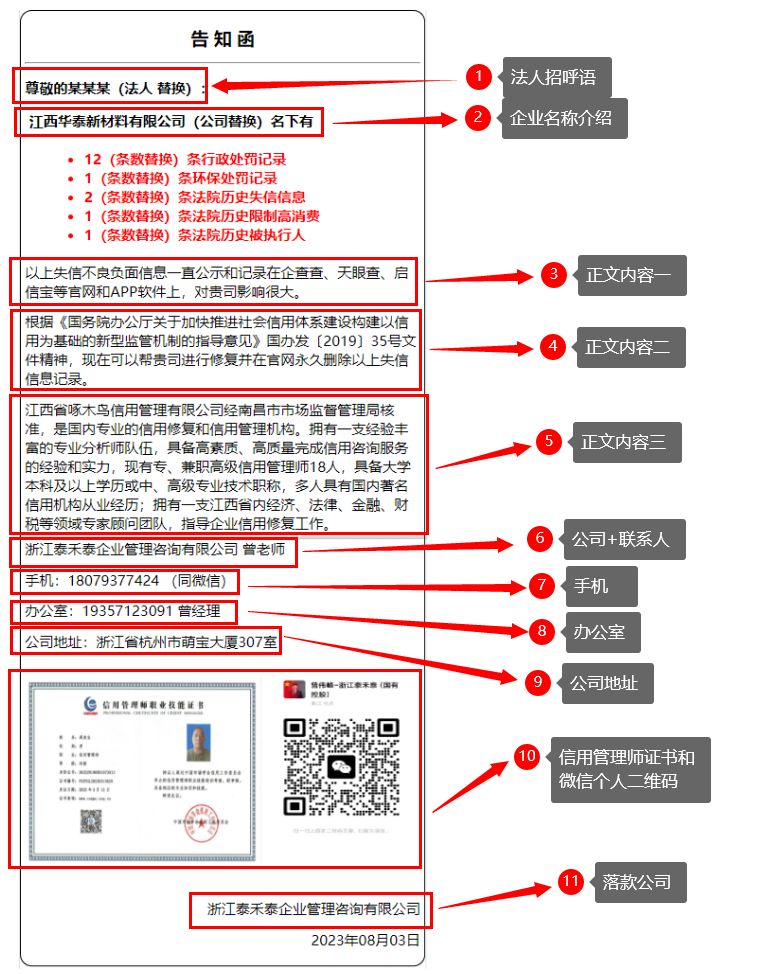 告 知 函
尊敬的某某某（法人 替换）:
1
法人招呼语
江西华泰新材料有限公司（公司替换）名下有
2
企业名称介绍
12（条数替换）条行政处罚记录
1（条数替换）条环保处罚记录
2（条数替换）条法院历史失信信息
1（条数替换）条法院历史限制高消费
1（条数替换）条法院历史被执行人
以上失信不良负面信息一直公示和记录在企查查、天眼查、启
信宝等官网和APP软件上，对贵司影响很大。
3
正文内容一
根据《国务院办公厅关于加快推进社会信用体系建设构建以信
用为基础的新型监管机制的指导意见》国办发〔2019〕35号文
件精神，现在可以帮贵司进行修复并在官网永久删除以上失信
信息记录。
4
正文内容二
江西省啄木鸟信用管理有限公司经南昌市市场监督管理局核
准，是国内专业的信用修复和信用管理机构。拥有一支经验丰
富的专业分析师队伍，具备高素质、高质量完成信用咨询服务
的经验和实力，现有专、兼职高级信用管理师18人，具备大学
本科及以上学历或中、高级专业技术职称，多人具有国内著名
信用机构从业经历；拥有一支江西省内经济、法律、金融、财
税等领域专家顾问团队，指导企业信用修复工作。
5
正文内容三
浙江泰禾泰企业管理咨询有限公司 曾老师
6
公司+联系人
手机：18079377424 （同微信）
7
手机
办公室：19357123091 曾经理
8
办公室
公司地址：浙江省杭州市萌宝大厦307室
9
公司地址
信用管理师职业技能证书
曾伟畅–浙江泰禾泰（国有
控股）
10
信用管理师证书和
微信个人二维码
浙江泰禾泰企业管理咨询有限公司
11
落款公司
2023年08月03日